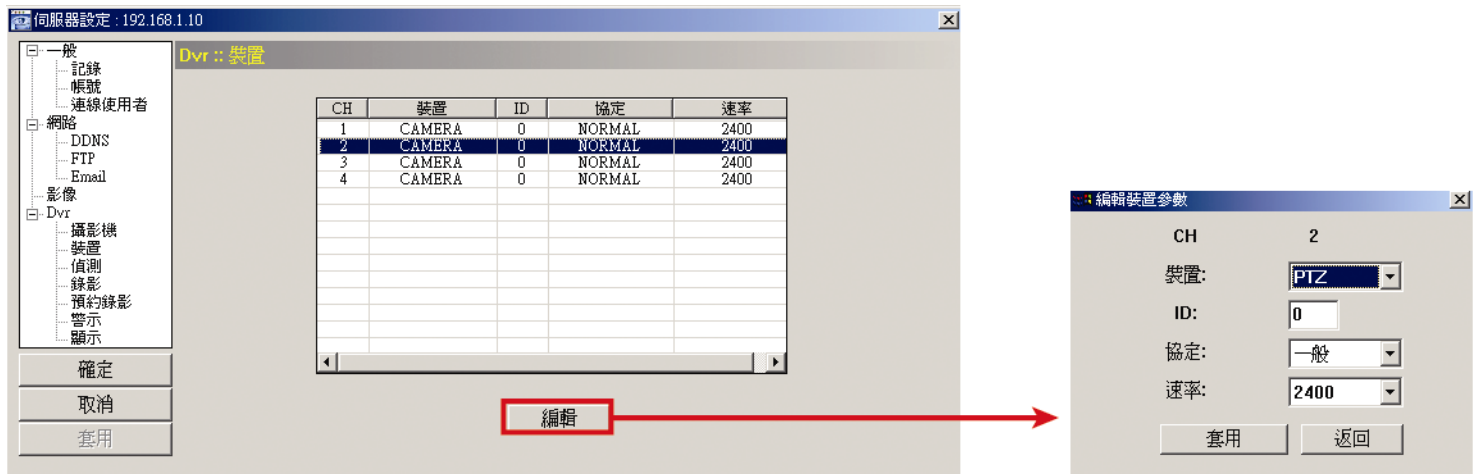 伺服器設定 : 192.168.1.10
一般
記錄
帳號
連線使用者
網路
DDNS
FTP
Email
影像
Dvr
攝影機
裝置
偵測
錄影
預約錄影
警示
顯示
確定
取消
套用
Dvr :: 裝置
CH 裝置 ID 協定 速率
1 CAMERA 0 NORMAL 2400
2 CAMERA 0 NORMAL 2400
3 CAMERA 0 NORMAL 2400
4 CAMERA 0 NORMAL 2400
編輯
編輯裝置參數
CH 2
裝置: PTZ
ID: 0
協定: 一般
速率: 2400
套用 返回